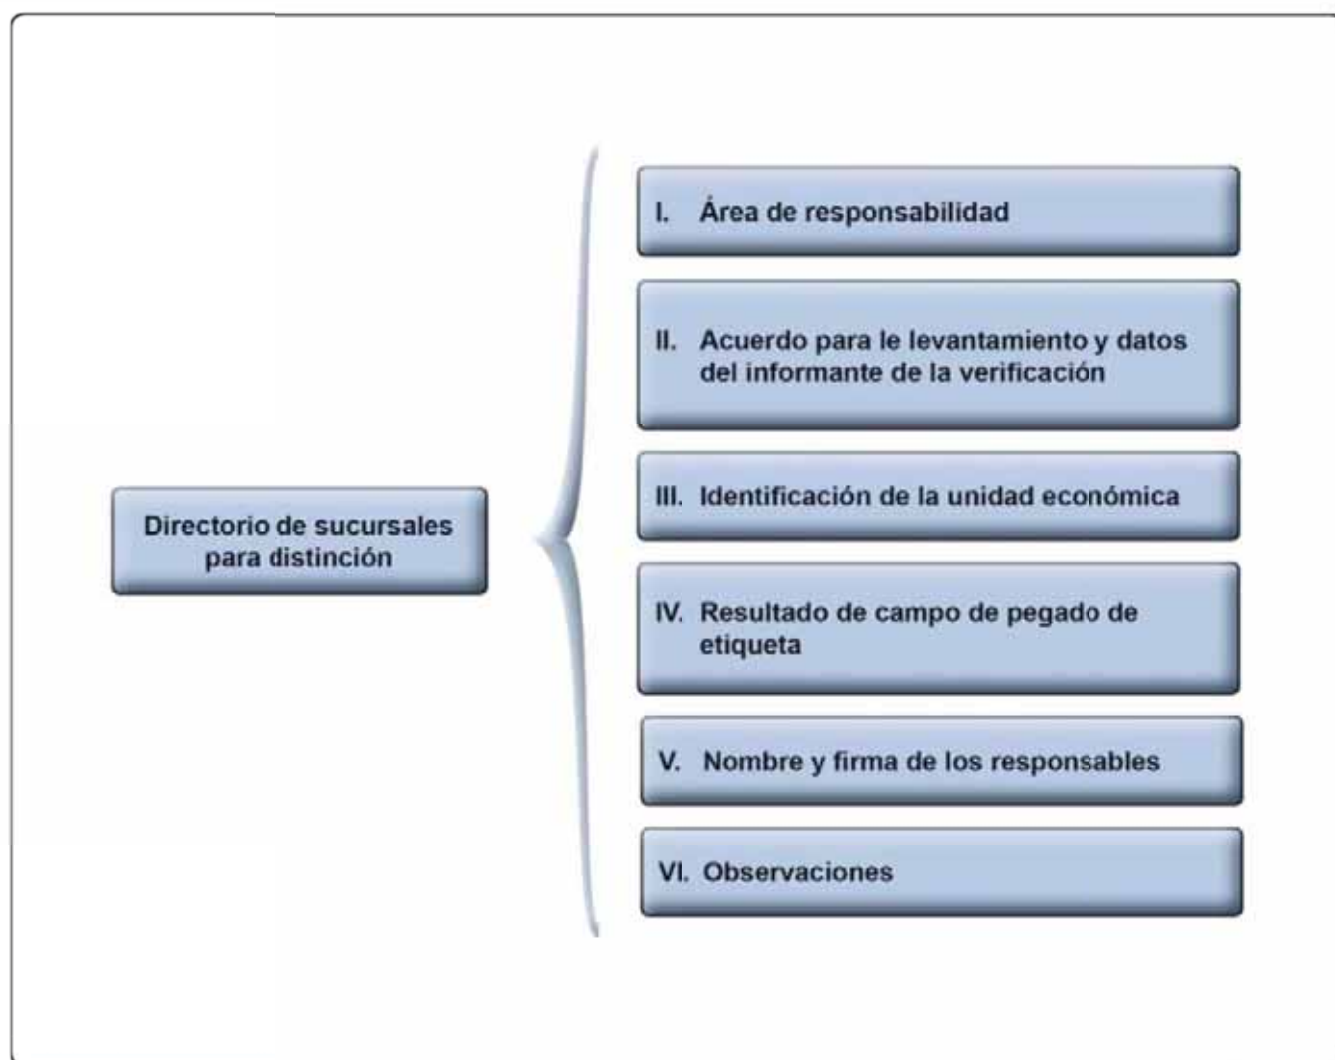 Directorio de sucursales
para distinción
I. Área de responsabilidad
II. Acuerdo para le levantamiento y datos
del informante de la verificación
III. Identificación de la unidad económica
IV. Resultado de campo de pegado de
etiqueta
V. Nombre y firma de los responsables
VI. Observaciones